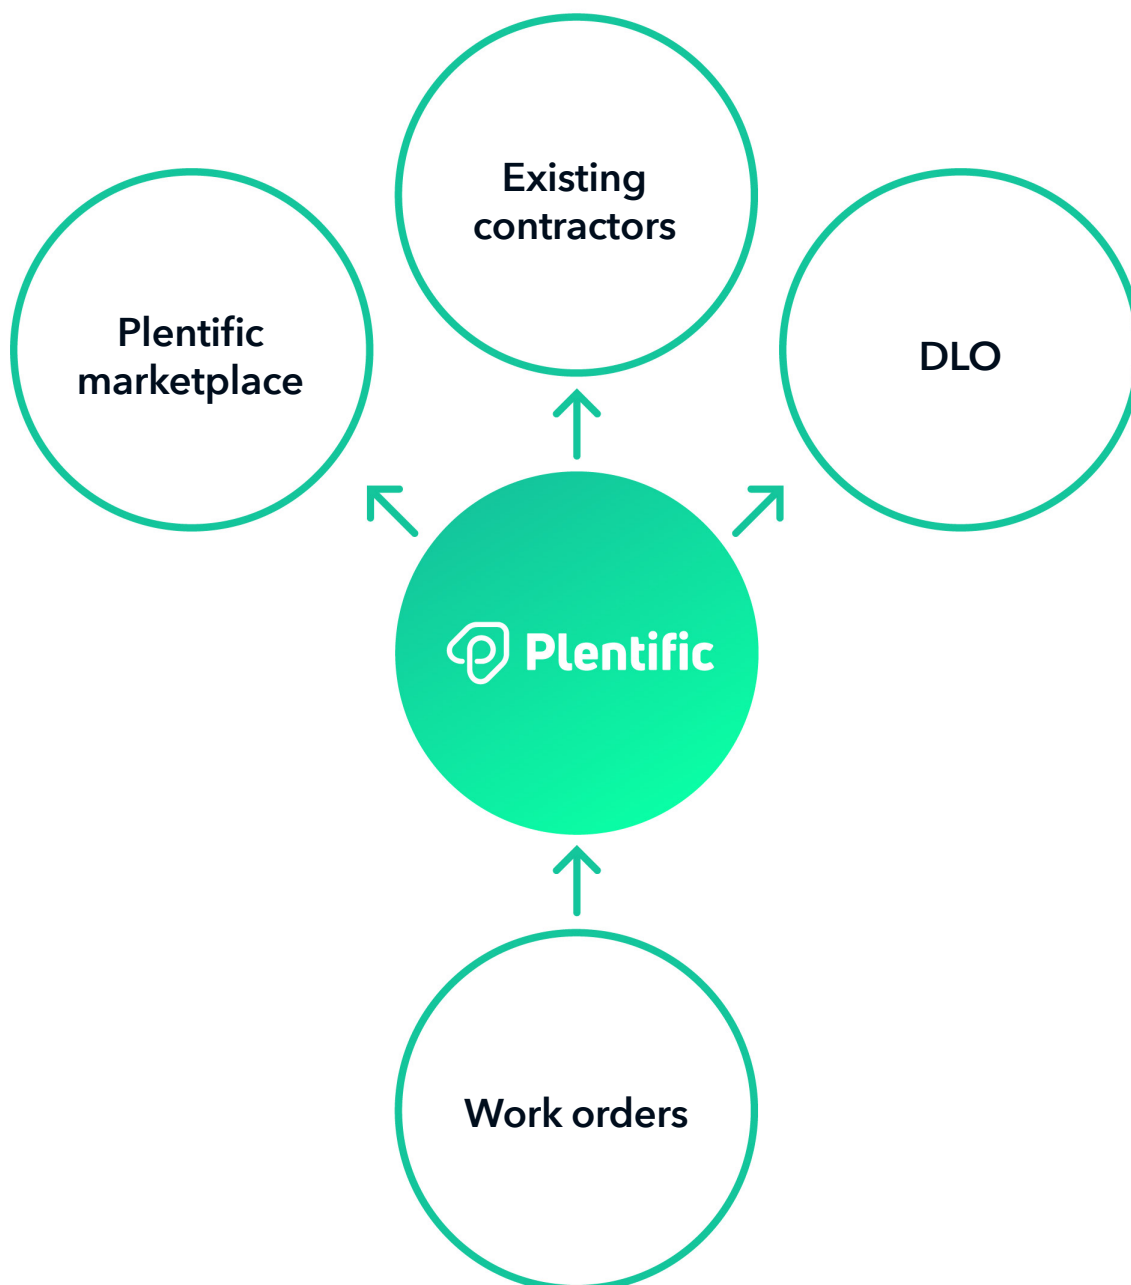 Existing
contractors
Plentific
marketplace
DLO
Plentific
Work orders